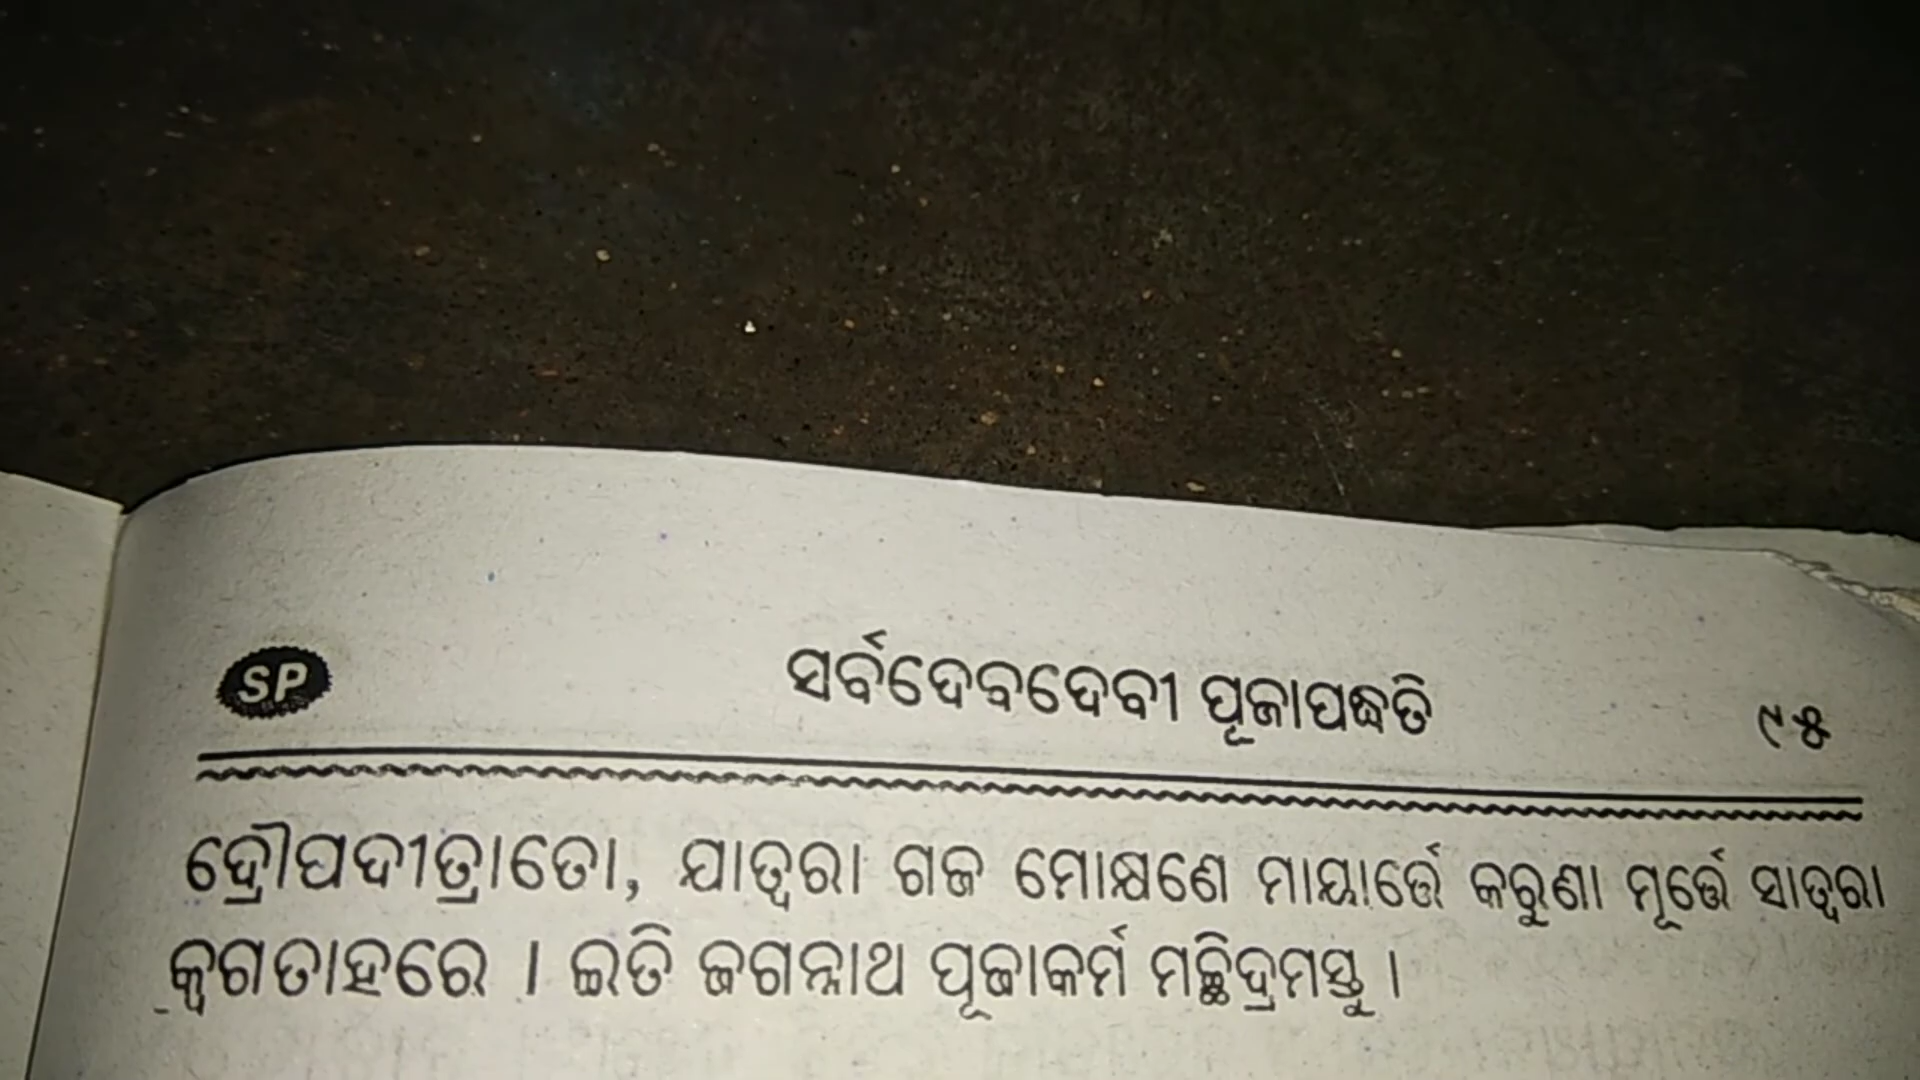 SP ସର୍ବଦେବଦେବୀ ପୂଜାପଦ୍ଧତି ୯୫
ଦ୍ରୌପଦୀତ୍ରାତୋ, ଯାତ୍ୱରା ଗଜ ମୋକ୍ଷଣେ ମାୟାର୍ତ୍ତେ କରୁଣା ମୂର୍ତ୍ତେ ସାତ୍ୱରା
କ୍ୱଗତାହରେ । ଇତି ଜଗନ୍ନାଥ ପୂଜାକର୍ମ ମଚ୍ଛିଦ୍ରମସ୍ତୁ ।